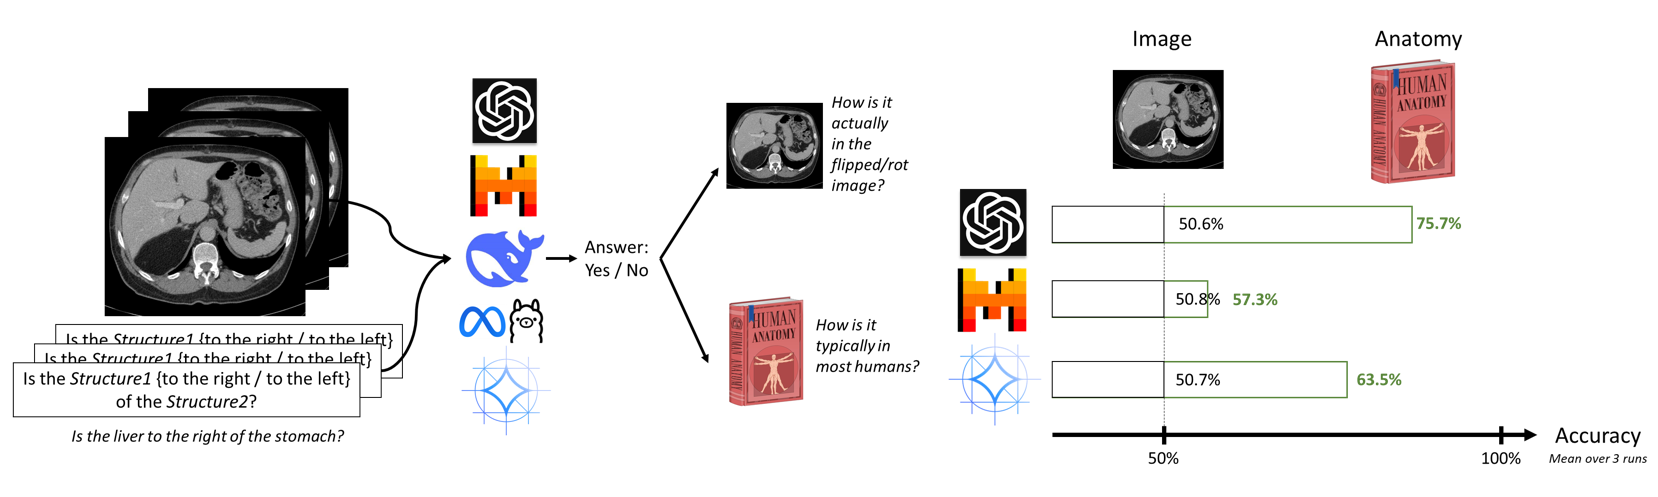 Is the Structure1 {to the right / to the left}
Is the Structure1 {to the right / to the left}
Is the Structure1 {to the right / to the left}
of the Structure2?
Is the liver to the right of the stomach?
Answer:
Yes / No
How is it
actually
in the
flipped/rot
image?
HUMAN
ANATOMY
HUMAN ANATOMY
How is it
typically in
most humans?
Image
Anatomy
HUMAN
ANATOMY
HUMAN ANATOMY
50.6%
75.7%
50.8%
57.3%
50.7%
63.5%
50%
100%
Accuracy
Mean over 3 runs